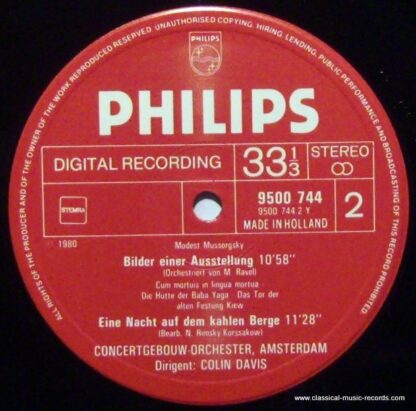 ALL RIGHTS OF THE PRODUCER AND OF THE OWNER OF THE WORK REPRODUCED RESERVED. UNAUTHORISED COPYING, HIRING, LENDING, PUBLIC PERFORMANCE AND BROADCASTING OF THIS RECORD PROHIBITED
PHILIPS
PHILIPS
DIGITAL RECORDING
33 1/3
STEREO
STEMRA
9500 744
9500 744.2 Y
MADE IN HOLLAND
2
1980
Modest Mussorgsky
Bilder einer Ausstellung 10'58"
(Orchestriert von M. Ravel)
Cum mortuis in lingua mortua -
Die Hütte der Baba Yaga · Das Tor der
alten Festung Kiew
Eine Nacht auf dem kahlen Berge 11'28"
(Bearb. N. Rimsky Korssakow)
CONCERTGEBOUW-ORCHESTER, AMSTERDAM
Dirigent: COLIN DAVIS
www.classical-music-records.com